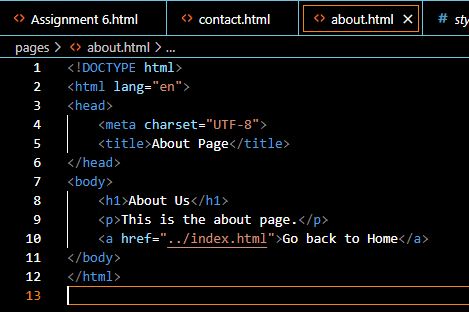 Assignment 6.html contact.html about.html # sty
pages > about.html > ...
1 <!DOCTYPE html>
2 <html lang="en">
3 <head>
4 <meta charset="UTF-8">
5 <title>About Page</title>
6 </head>
7 <body>
8 <h1>About Us</h1>
9 <p>This is the about page.</p>
10 <a href="../index.html">Go back to Home</a>
11 </body>
12 </html>
13